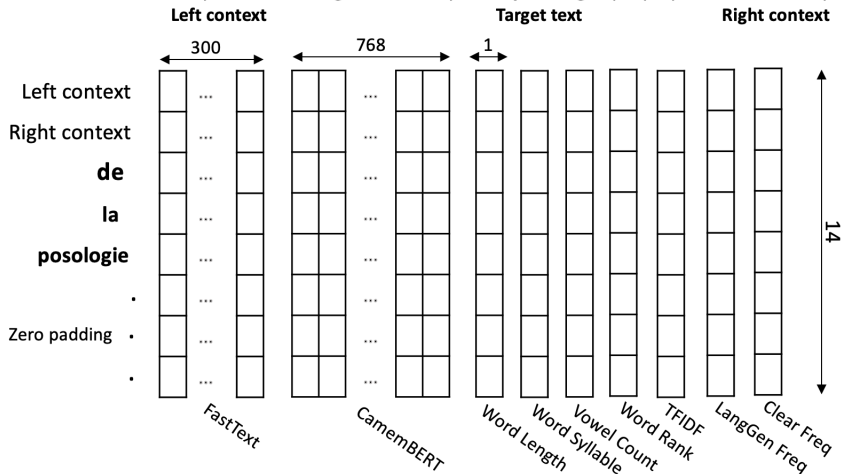 Left context Target text Right context
300 768 1
Left context ... ...
Right context ... ...
de ... ...
la ... ...
posologie ... ...
. ... ...
Zero padding . ... ...
. ... ...
14
FastText
CamemBERT
Word Length
Word Syllable
Vowel Count
Word Rank
TFIDF
LangGen Freq
Clear Freq